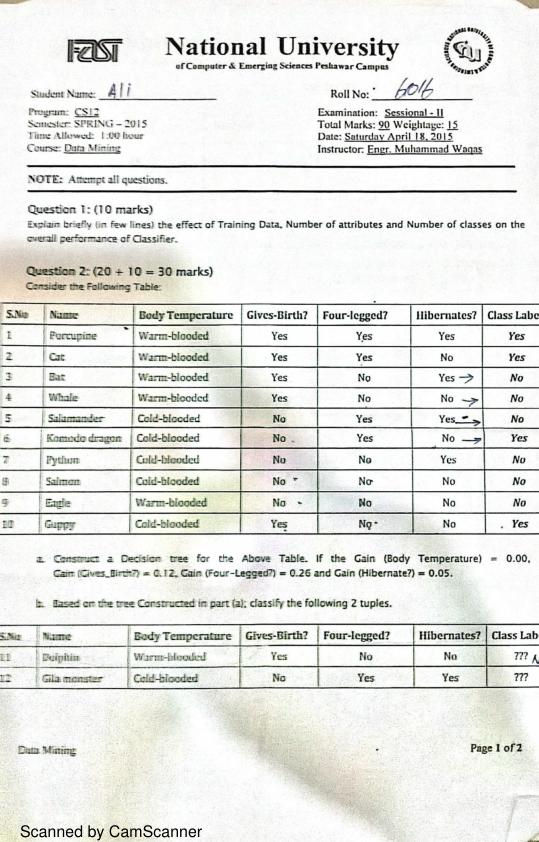 FAST National University
of Computer & Emerging Sciences Peshawar Campus
Student Name: Ali Roll No: 6016
Program: CS12 Examination: Sessional - II
Semester: SPRING – 2015 Total Marks: 90 Weightage: 15
Time Allowed: 1:00 hour Date: Saturday April 18, 2015
Course: Data Mining Instructor: Engr. Muhammad Waqas
NOTE: Attempt all questions.
Question 1: (10 marks)
Explain briefly (in few lines) the effect of Training Data, Number of attributes and Number of classes on the
overall performance of Classifier.
Question 2: (20 + 10 = 30 marks)
Consider the Following Table:
S.No Name Body Temperature Gives-Birth? Four-legged? Hibernates? Class Labe
1 Porcupine Warm-blooded Yes Yes Yes Yes
2 Cat Warm-blooded Yes Yes No Yes
3 Bat Warm-blooded Yes No Yes → No
4 Whale Warm-blooded Yes No No → No
5 Salamander Cold-blooded No Yes Yes → No
6 Komodo dragon Cold-blooded No Yes No → Yes
7 Python Cold-blooded No No Yes No
8 Salmon Cold-blooded No No No No
9 Eagle Warm-blooded No No No No
10 Guppy Cold-blooded Yes No No Yes
a. Construct a Decision tree for the Above Table. If the Gain (Body Temperature) = 0.00,
Gain (Gives_Birth?) = 0.12, Gain (Four-Legged?) = 0.26 and Gain (Hibernate?) = 0.05.
b. Based on the tree Constructed in part (a), classify the following 2 tuples.
S.No Name Body Temperature Gives-Birth? Four-legged? Hibernates? Class Lab
11 Dolphin Warm-blooded Yes No No ???
12 Gila monster Cold-blooded No Yes Yes ???
Data Mining Page 1 of 2
Scanned by CamScanner